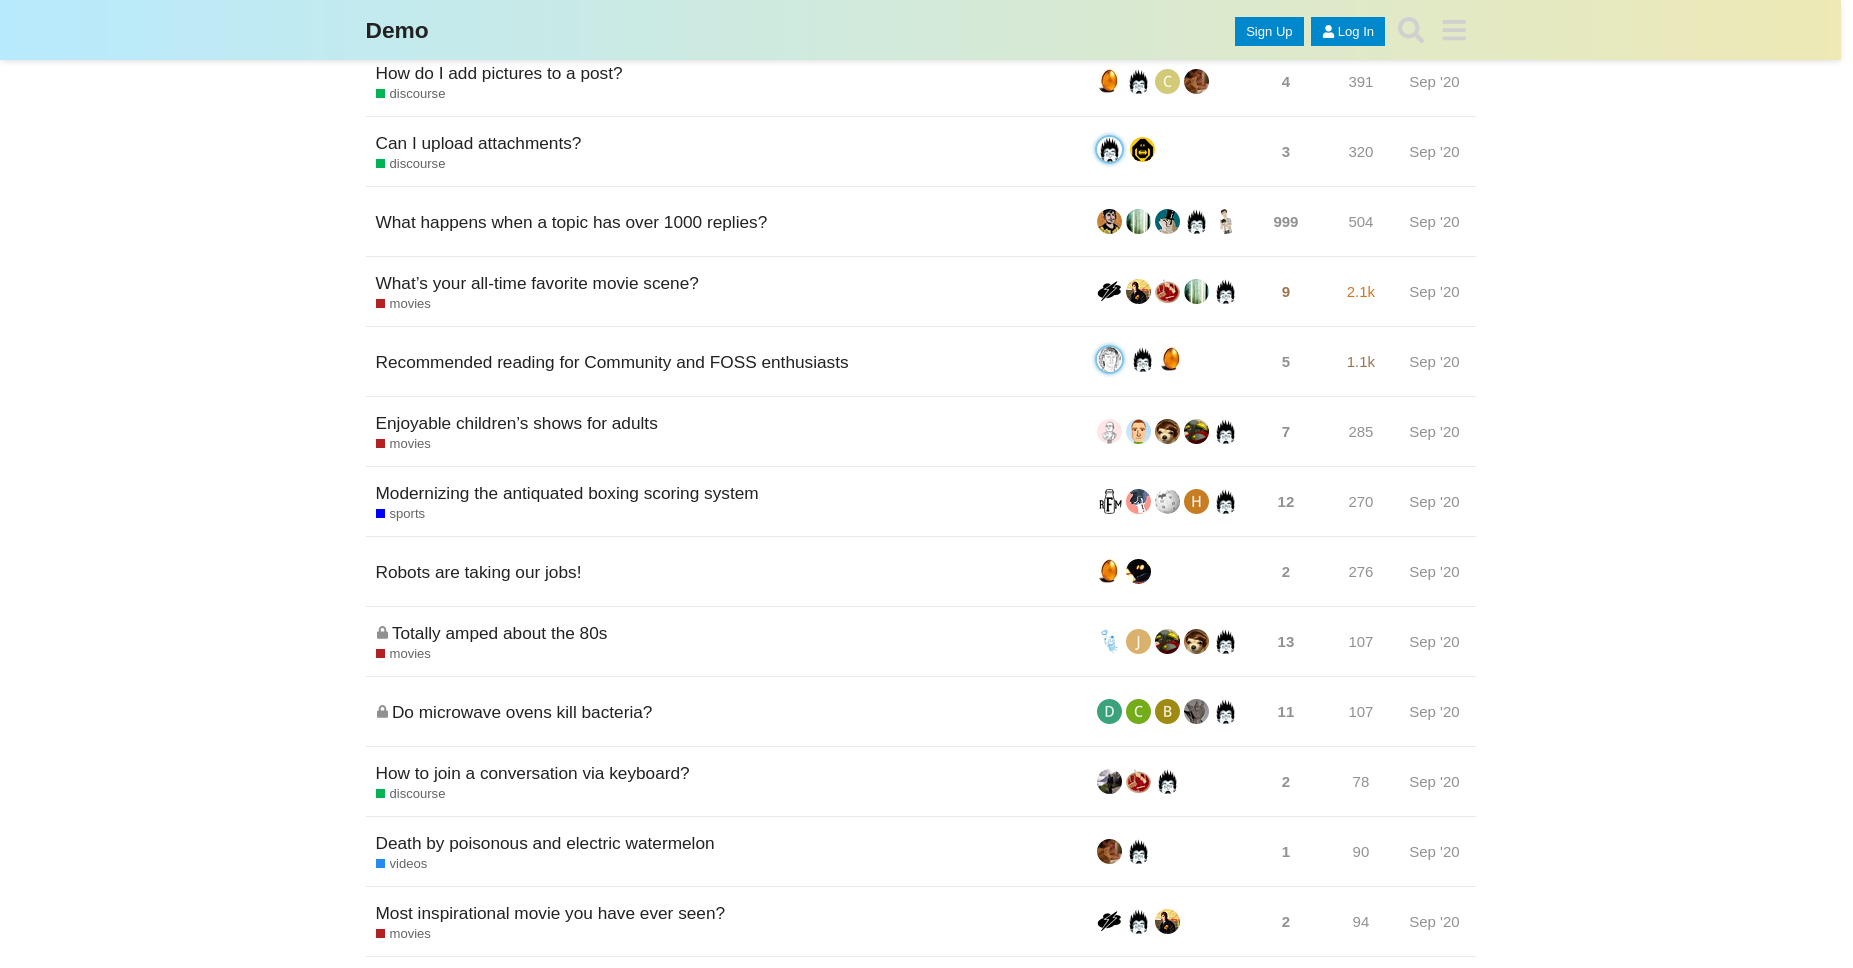 Demo
Sign Up
Log In
How do I add pictures to a post?
discourse
C
4
391
Sep '20
Can I upload attachments?
discourse
3
320
Sep '20
What happens when a topic has over 1000 replies?
999
504
Sep '20
What’s your all-time favorite movie scene?
movies
9
2.1k
Sep '20
Recommended reading for Community and FOSS enthusiasts
5
1.1k
Sep '20
Enjoyable children’s shows for adults
movies
7
285
Sep '20
Modernizing the antiquated boxing scoring system
sports
RFM
H
12
270
Sep '20
Robots are taking our jobs!
2
276
Sep '20
Totally amped about the 80s
movies
J
13
107
Sep '20
Do microwave ovens kill bacteria?
D
C
B
11
107
Sep '20
How to join a conversation via keyboard?
discourse
2
78
Sep '20
Death by poisonous and electric watermelon
videos
1
90
Sep '20
Most inspirational movie you have ever seen?
movies
2
94
Sep '20